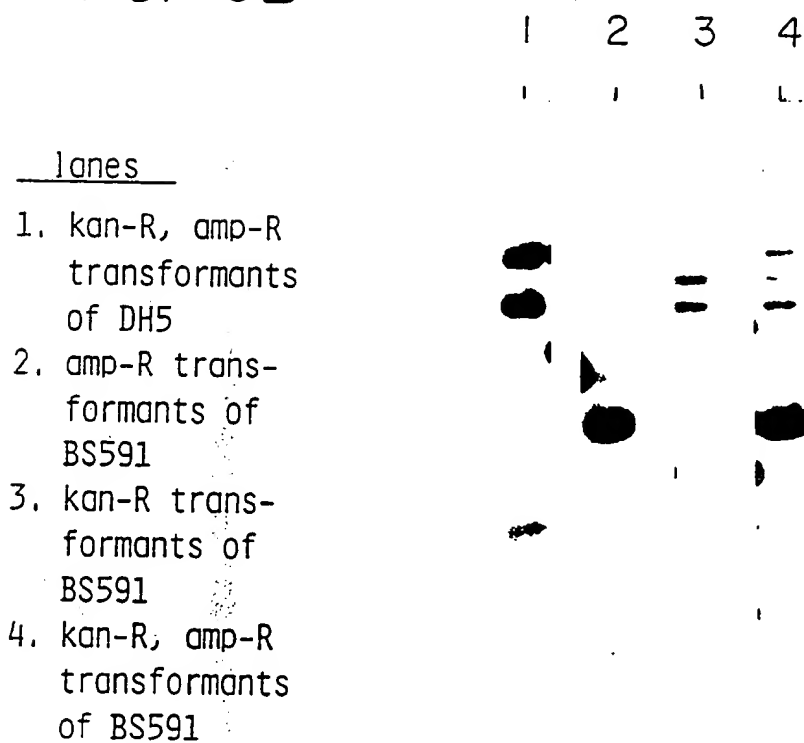 1 2 3 4
lanes
1. kan-R, amp-R
transformants
of DH5
2. amp-R trans-
formants of
BS591
3. kan-R trans-
formants of
BS591
4. kan-R, amp-R
transformants
of BS591